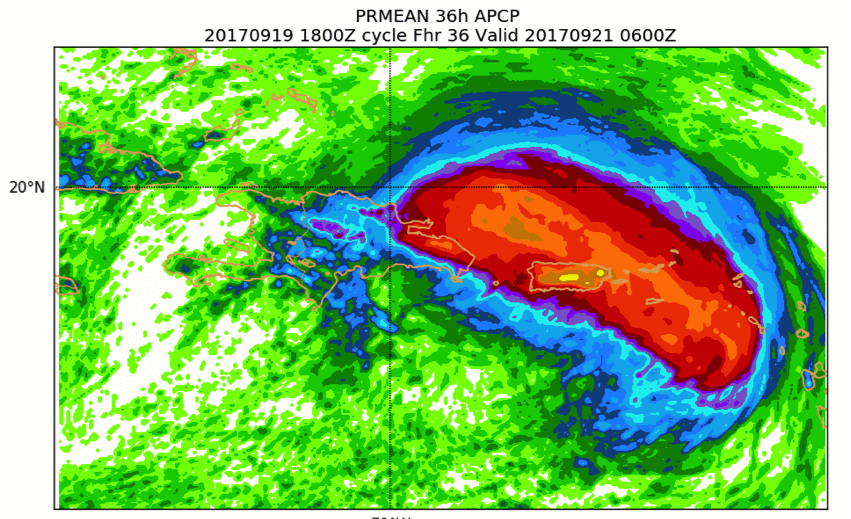 PRMEAN 36h APCP
20170919 1800Z cycle Fhr 36 Valid 20170921 0600Z
20°N